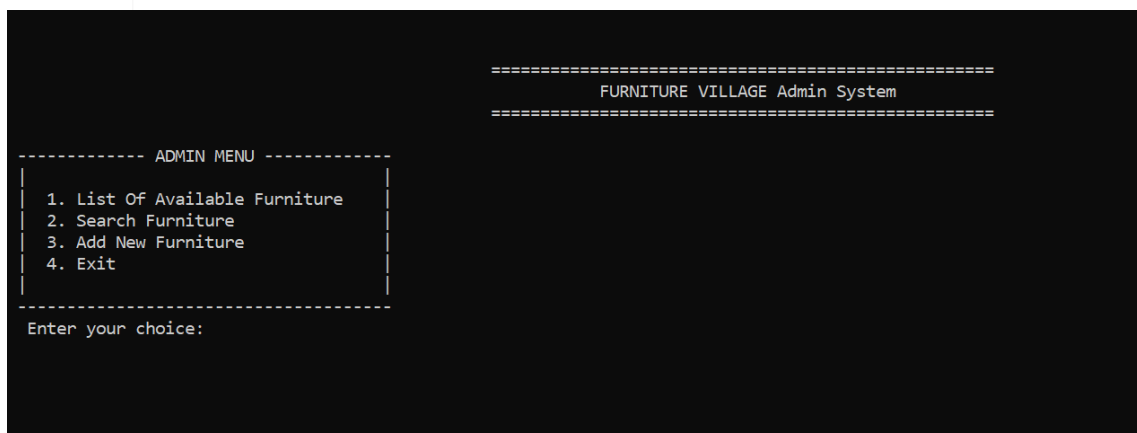 ===================================================
FURNITURE VILLAGE Admin System
===================================================
------------- ADMIN MENU -------------
|                                     |
|  1. List Of Available Furniture     |
|  2. Search Furniture                |
|  3. Add New Furniture               |
|  4. Exit                            |
|                                     |
--------------------------------------
Enter your choice: